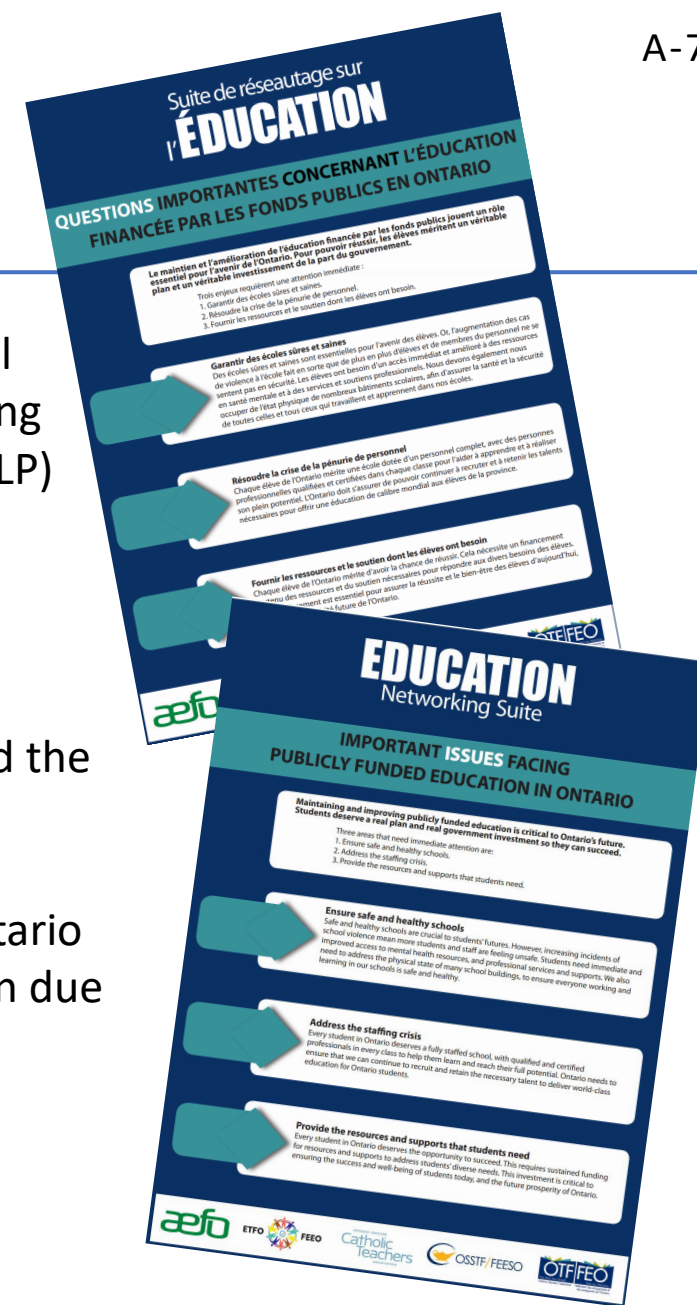 A-7
l
ng
LP)
d the
tario
n due
Suite de réseautage sur
l'ÉDUCATION
QUESTIONS IMPORTANTES CONCERNANT L'ÉDUCATION
FINANCÉE PAR LES FONDS PUBLICS EN ONTARIO
Le maintien et l'amélioration de l'éducation financée par les fonds publics jouent un rôle
essentiel pour l'avenir de l'Ontario. Pour pouvoir réussir, les élèves méritent un véritable
plan et un véritable investissement de la part du gouvernement.
Trois enjeux requièrent une attention immédiate :
1. Garantir des écoles sûres et saines.
2. Résoudre la crise de la pénurie de personnel.
3. Fournir les ressources et le soutien dont les élèves ont besoin.
Garantir des écoles sûres et saines
Des écoles sûres et saines sont essentielles pour l'avenir des élèves. Or, l'augmentation des cas
de violence à l'école fait en sorte que de plus en plus d'élèves et de membres du personnel ne se
sentent pas en sécurité. Les élèves ont besoin d'un accès immédiat et amélioré à des ressources
en santé mentale et à des services et soutiens professionnels. Nous devons également nous
occuper de l'état physique de nombreux bâtiments scolaires, afin d'assurer la santé et la sécurité
de toutes celles et tous ceux qui travaillent et apprennent dans nos écoles.
Résoudre la crise de la pénurie de personnel
Chaque élève de l'Ontario mérite une école dotée d'un personnel complet, avec des personnes
professionnelles qualifiées et certifiées dans chaque classe pour l'aider à apprendre et à réaliser
son plein potentiel. L'Ontario doit s'assurer de pouvoir continuer à recruter et à retenir les talents
nécessaires pour offrir une éducation de calibre mondial aux élèves de la province.
Fournir les ressources et le soutien dont les élèves ont besoin
Chaque élève de l'Ontario mérite d'avoir la chance de réussir. Cela nécessite un financement
tenu des ressources et du soutien nécessaires pour répondre aux divers besoins des élèves.
ement est essentiel pour assurer la réussite et le bien-être des élèves d'aujourd'hui,
té future de l'Ontario.
aefo
OTF FEO
EDUCATION
Networking Suite
IMPORTANT ISSUES FACING
PUBLICLY FUNDED EDUCATION IN ONTARIO
Maintaining and improving publicly funded education is critical to Ontario's future.
Students deserve a real plan and real government investment so they can succeed.
Three areas that need immediate attention are:
1. Ensure safe and healthy schools.
2. Address the staffing crisis.
3. Provide the resources and supports that students need.
Ensure safe and healthy schools
Safe and healthy schools are crucial to students' futures. However, increasing incidents of
school violence mean more students and staff are feeling unsafe. Students need immediate and
improved access to mental health resources, and professional services and supports. We also
need to address the physical state of many school buildings, to ensure everyone working and
learning in our schools is safe and healthy.
Address the staffing crisis
Every student in Ontario deserves a fully staffed school, with qualified and certified
professionals in every class to help them learn and reach their full potential. Ontario needs to
ensure that we can continue to recruit and retain the necessary talent to deliver world-class
education for Ontario students.
Provide the resources and supports that students need
Every student in Ontario deserves the opportunity to succeed. This requires sustained funding
for resources and supports to address students' diverse needs. This investment is critical to
ensuring the success and well-being of students today, and the future prosperity of Ontario.
aefo
ETFO FEEO
Catholic
Teachers
OSSTF/FEESO
OTF FEO